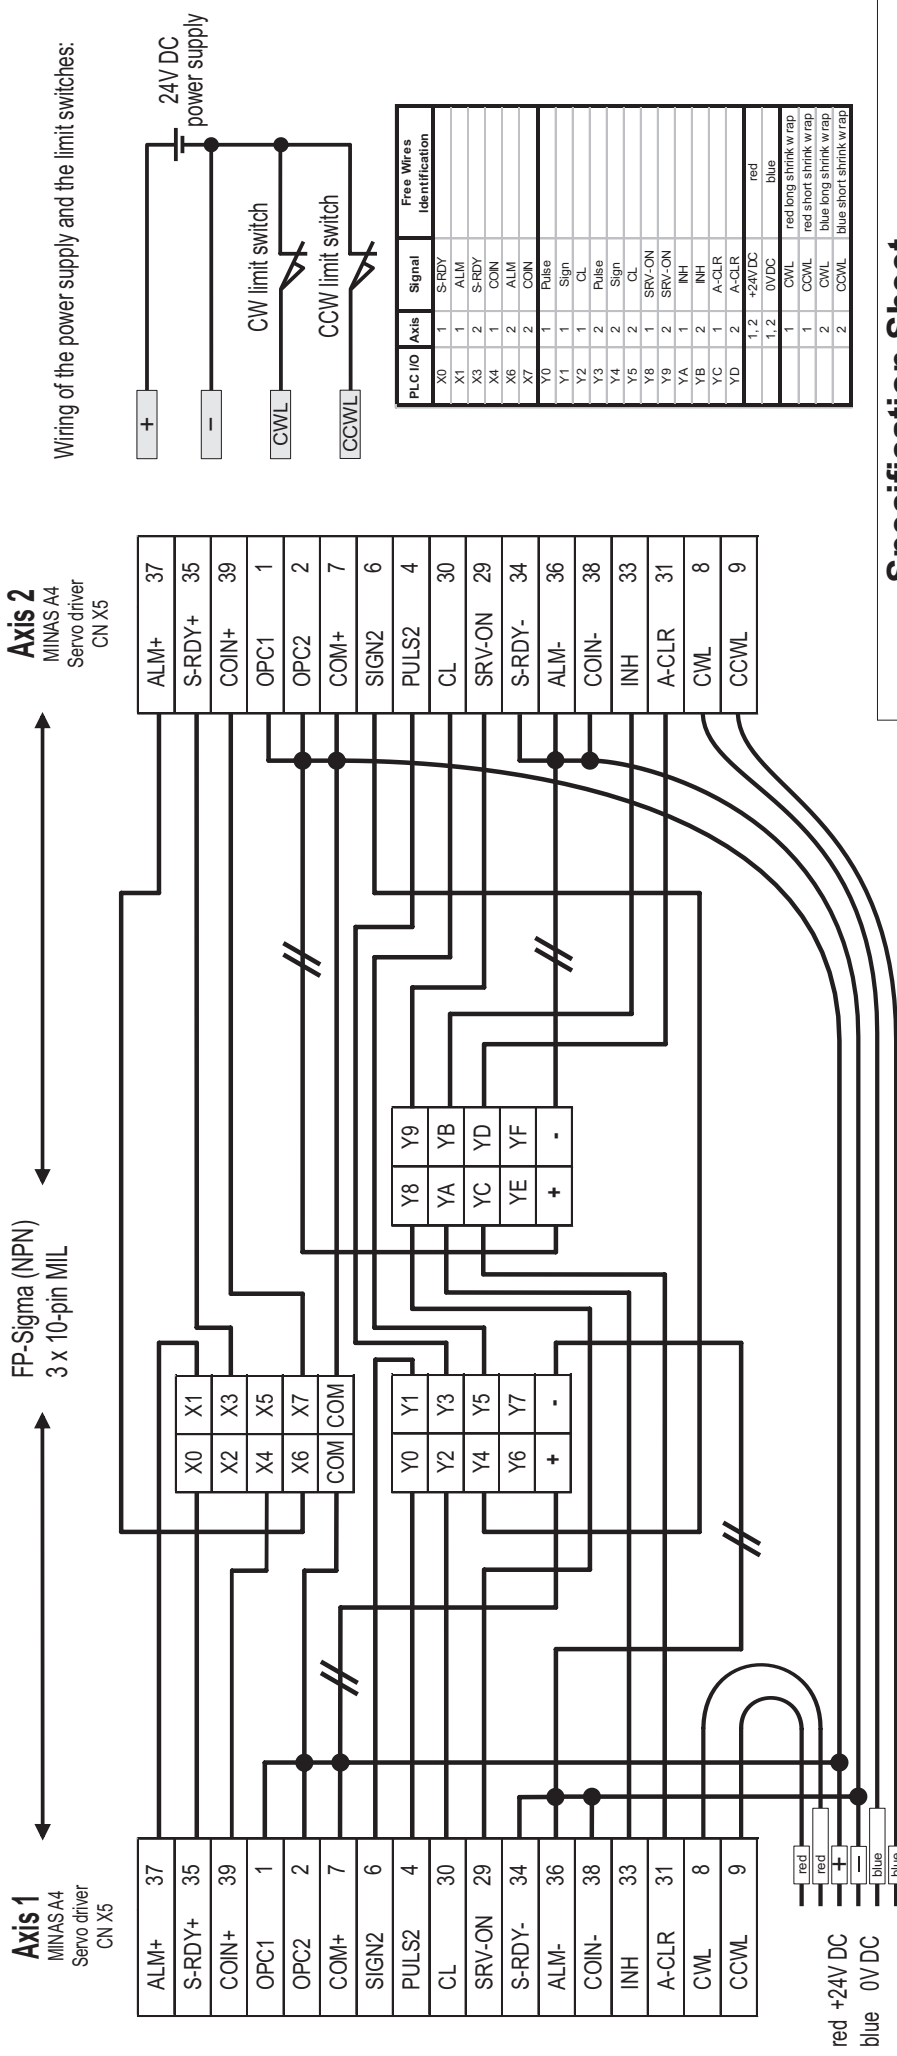 Axis 1
MINAS A4
Servo driver
CN X5
FP-Sigma (NPN)
3 x 10-pin MIL
Axis 2
MINAS A4
Servo driver
CN X5
Wiring of the power supply and the limit switches:
ALM+ 37
S-RDY+ 35
COIN+ 39
OPC1 1
OPC2 2
COM+ 7
SIGN2 6
PULS2 4
CL 30
SRV-ON 29
S-RDY- 34
ALM- 36
COIN- 38
INH 33
A-CLR 31
CWL 8
CCWL 9
X0 X1
X2 X3
X4 X5
X6 X7
COM COM
Y0 Y1
Y2 Y3
Y4 Y5
Y6 Y7
+ -
Y8 Y9
YA YB
YC YD
YE YF
+ -
ALM+ 37
S-RDY+ 35
COIN+ 39
OPC1 1
OPC2 2
COM+ 7
SIGN2 6
PULS2 4
CL 30
SRV-ON 29
S-RDY- 34
ALM- 36
COIN- 38
INH 33
A-CLR 31
CWL 8
CCWL 9
+
24V DC
power supply
–
CWL
CW limit switch
CCWL
CCW limit switch
PLC I/O Axis Signal Free Wires Identification
X0 1 S-RDY
X1 1 ALM
X3 2 S-RDY
X4 1 COIN
X6 2 ALM
X7 2 COIN
Y0 1 Pulse
Y1 1 Sign
Y2 1 CL
Y3 2 Pulse
Y4 2 Sign
Y5 2 CL
Y8 1 SRV-ON
Y9 2 SRV-ON
YA 1 INH
YB 2 INH
YC 1 A-CLR
YD 2 A-CLR
1, 2 +24VDC red
1, 2 0VDC blue
1 CWL red long shrink wrap
1 CCWL red short shrink wrap
2 CWL blue long shrink wrap
2 CCWL blue short shrink wrap
red
red
red +24V DC +
blue 0V DC –
blue
blue
Specification Sheet